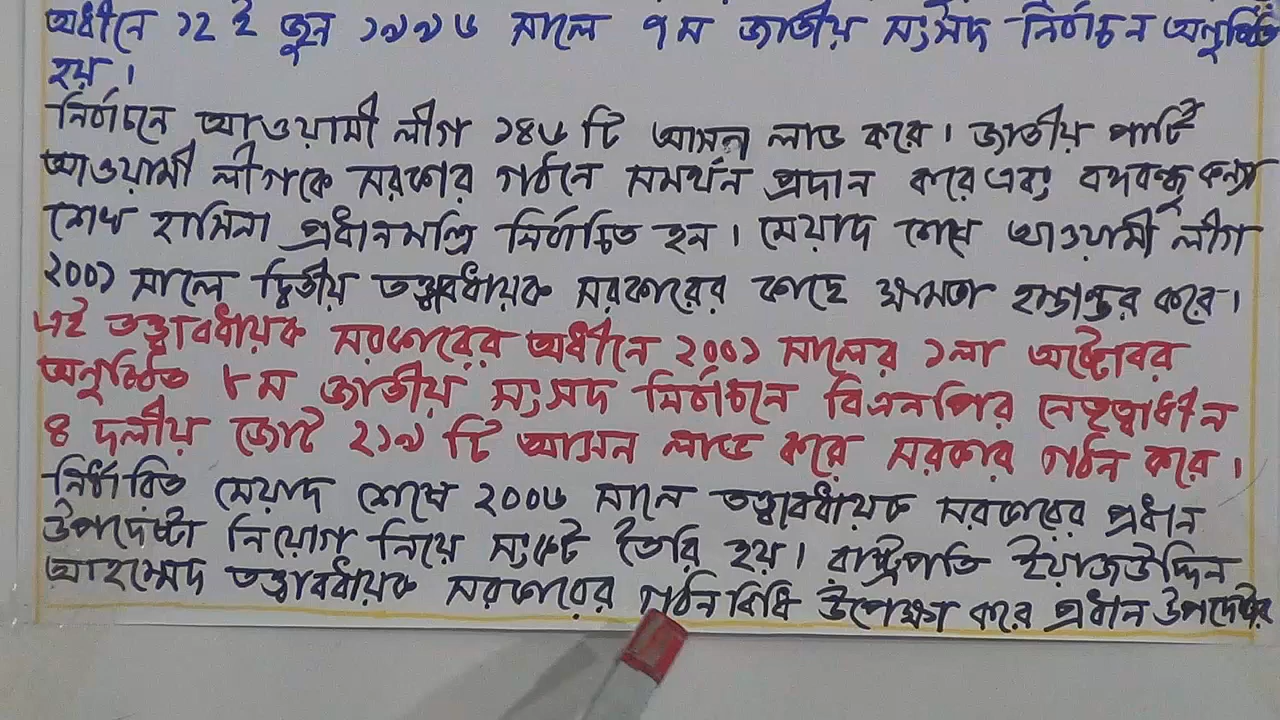 অধীনে ১২ ই জুন ১৯৯৬ সালে ৭ম জাতীয় সংসদ নির্বাচন অনুষ্ঠিত
হয়।
নির্বাচনে আওয়ামী লীগ ১৪৬ টি আসন লাভ করে। জাতীয় পার্টি
আওয়ামী লীগকে সরকার গঠনে সমর্থন প্রদান করে এবং বঙ্গবন্ধু কন্যা
শেখ হাসিনা প্রধানমন্ত্রি নির্বাচিত হন। মেয়াদ শেষে আওয়ামী লীগ
২০০১ সালে দ্বিতীয় তত্ত্বাবধায়ক সরকারের কাছে ক্ষমতা হস্তান্তর করে।
এই তত্ত্বাবধায়ক সরকারের অধীনে ২০০১ সালের ১লা অক্টোবর
অনুষ্ঠিত ৮ম জাতীয় সংসদ নির্বাচনে বিএনপির নেতৃত্বাধীন
৪ দলীয় জোট ২১৯ টি আসন লাভ করে সরকার গঠন করে।
নির্ধারিত মেয়াদ শেষে ২০০৬ সালে তত্ত্বাবধায়ক সরকারের প্রধান
উপদেষ্টা নিয়োগ নিয়ে সংকট তৈরি হয়। রাষ্ট্রপতি ইয়াজউদ্দিন
আহম্মেদ তত্ত্বাবধায়ক সরকারের গঠনবিধি উপেক্ষা করে প্রধান উপদেষ্টার